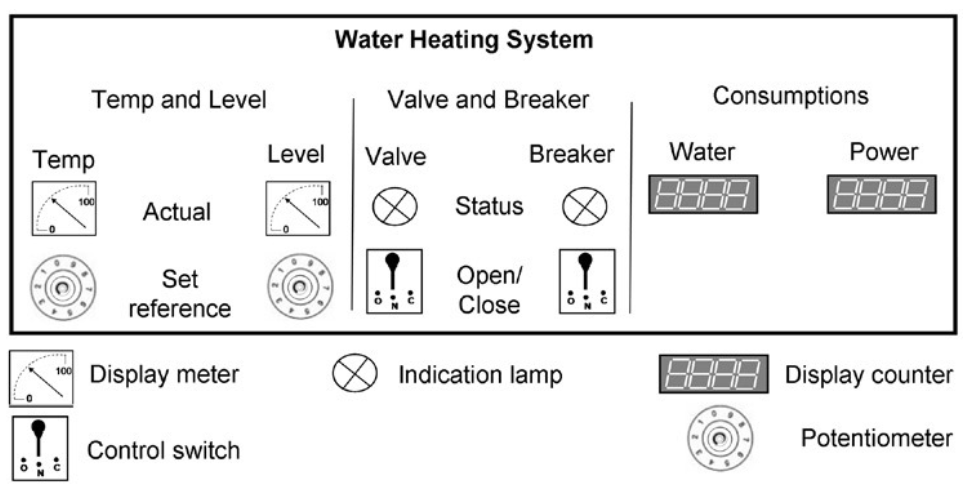 Water Heating System
Temp and Level
Valve and Breaker
Consumptions
Temp
Level
Valve
Breaker
Water
Power
100
0
Actual
100
0
Status
Set
reference
Open/
Close
O N C
O N C
100
0
Display meter
Indication lamp
Display counter
O N C
Control switch
Potentiometer